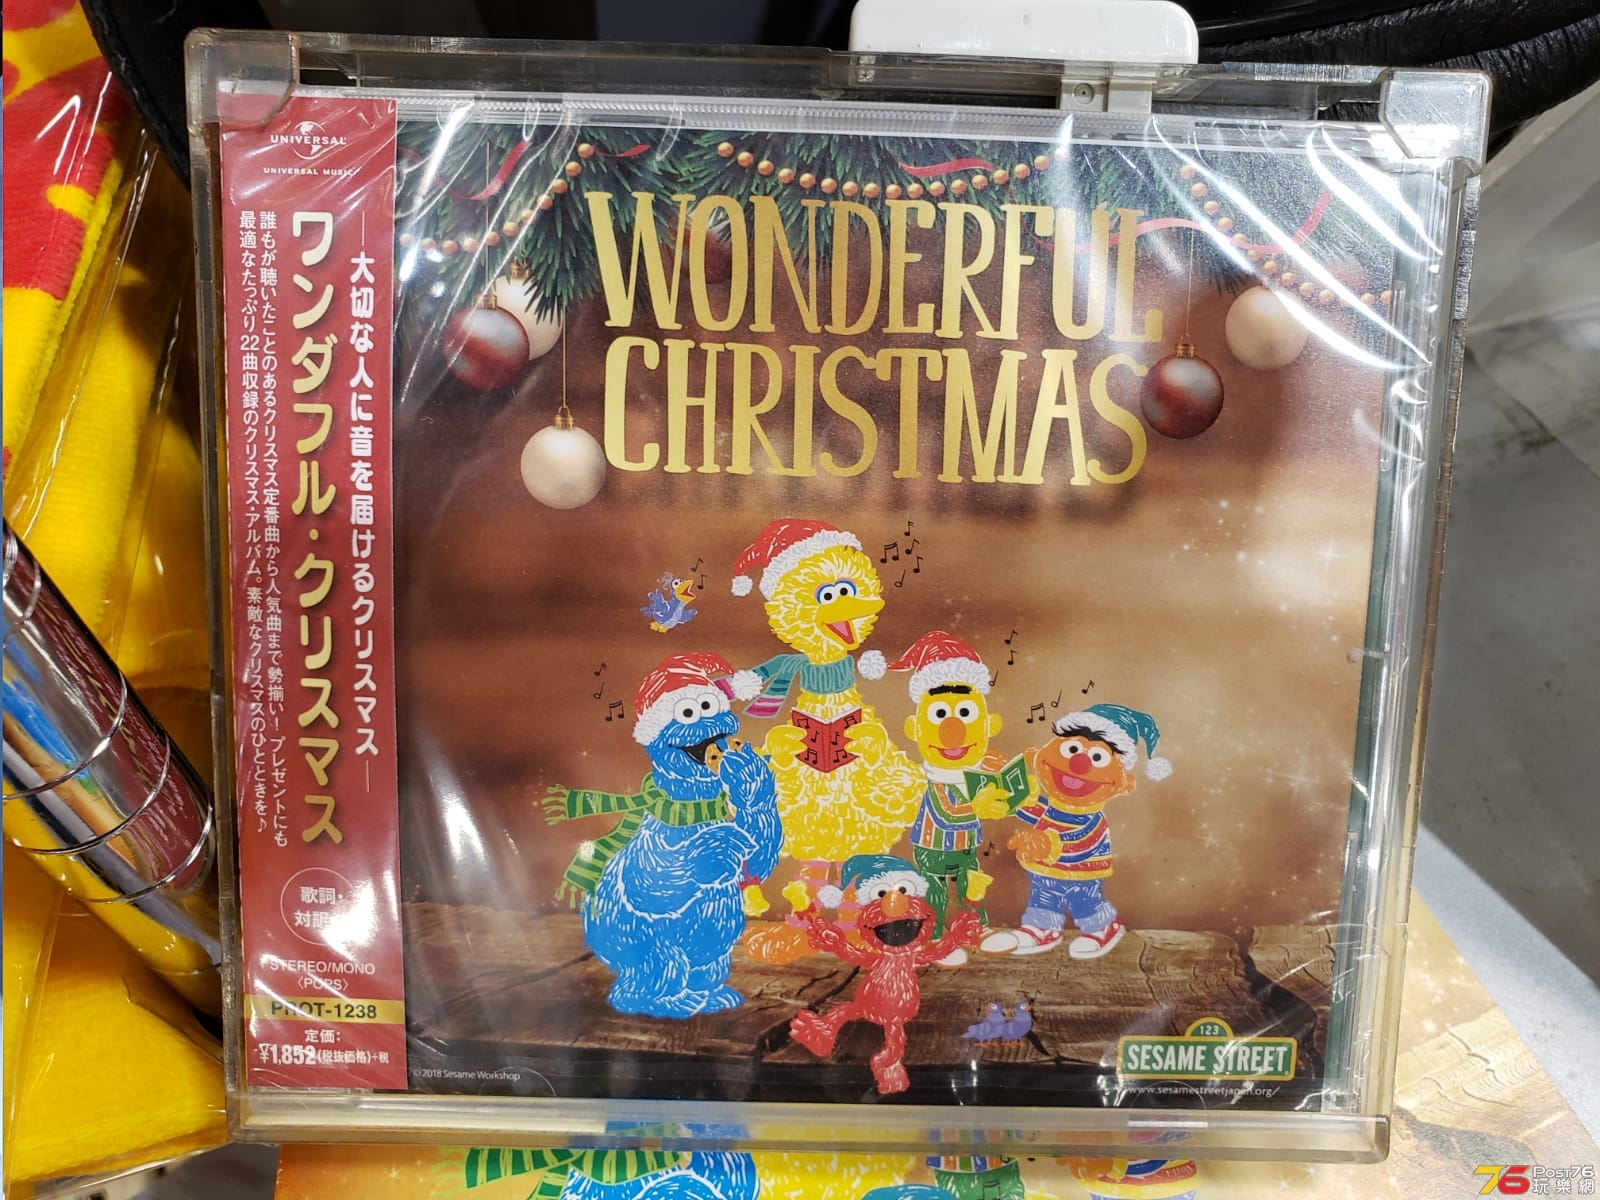 UNIVERSAL
UNIVERSAL MUSIC
─大切な人に音を届けるクリスマス─
ワンダフル・クリスマス
誰もが聴いたことのあるクリスマス定番曲から人気曲まで勢揃い！プレゼントにも
最適なたっぷり22曲収録のクリスマス・アルバム。素敵なクリスマスのひとときを♪
歌詞・
対訳
STEREO/MONO
〈POPS〉
PROT-1238
定価：
¥1,852(税抜価格)+税
WONDERFUL
CHRISTMAS
©2018 Sesame Workshop
123
SESAME STREET
www.sesamestreetjapan.org/
76 POST76
玩樂網